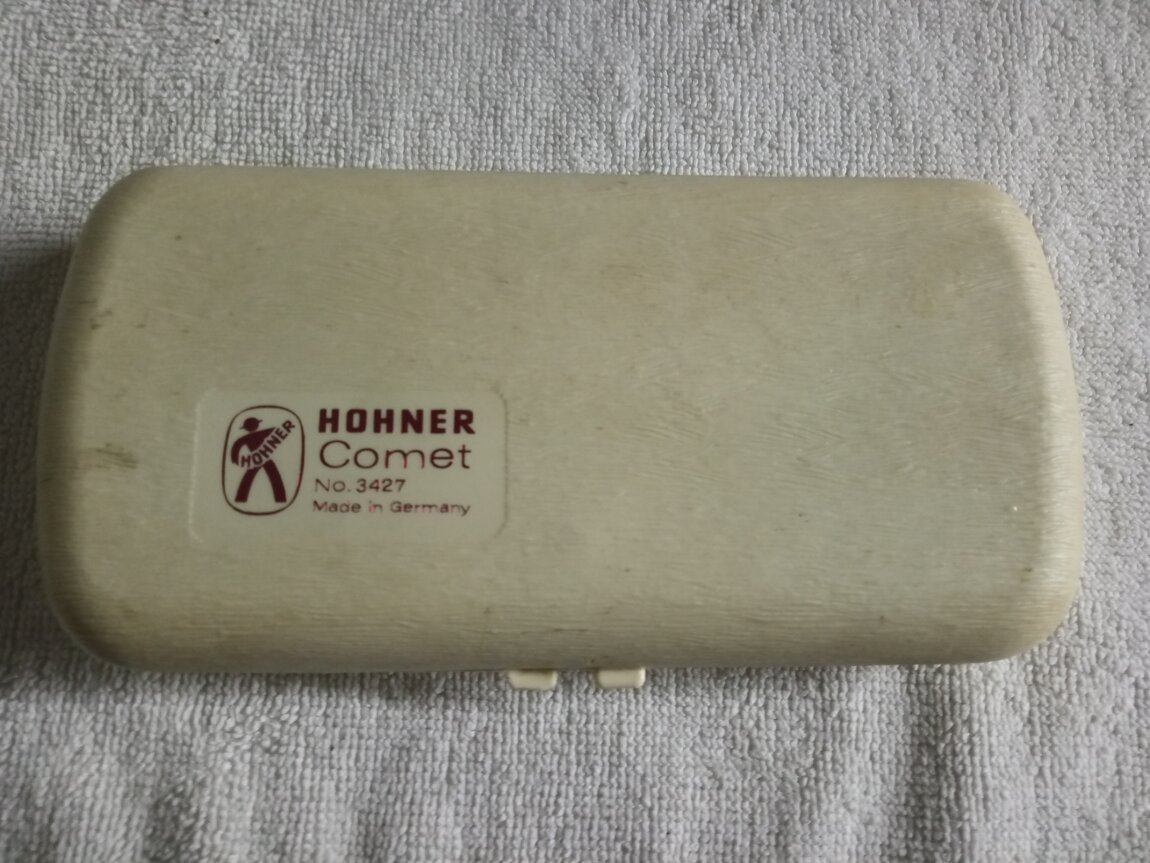 HOHNER
HOHNER
Comet
No. 3427
Made in Germany